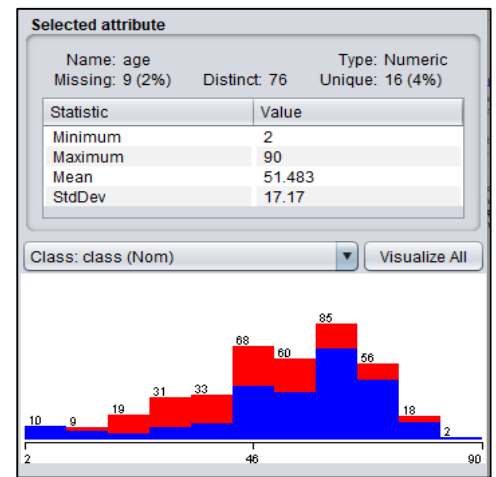 Selected attribute
Name: age Type: Numeric
Missing: 9 (2%) Distinct: 76 Unique: 16 (4%)
Statistic Value
Minimum 2
Maximum 90
Mean 51.483
StdDev 17.17
Class: class (Nom) Visualize All
85
68
60
56
31 33
19 18
10 9
2
2 46 90